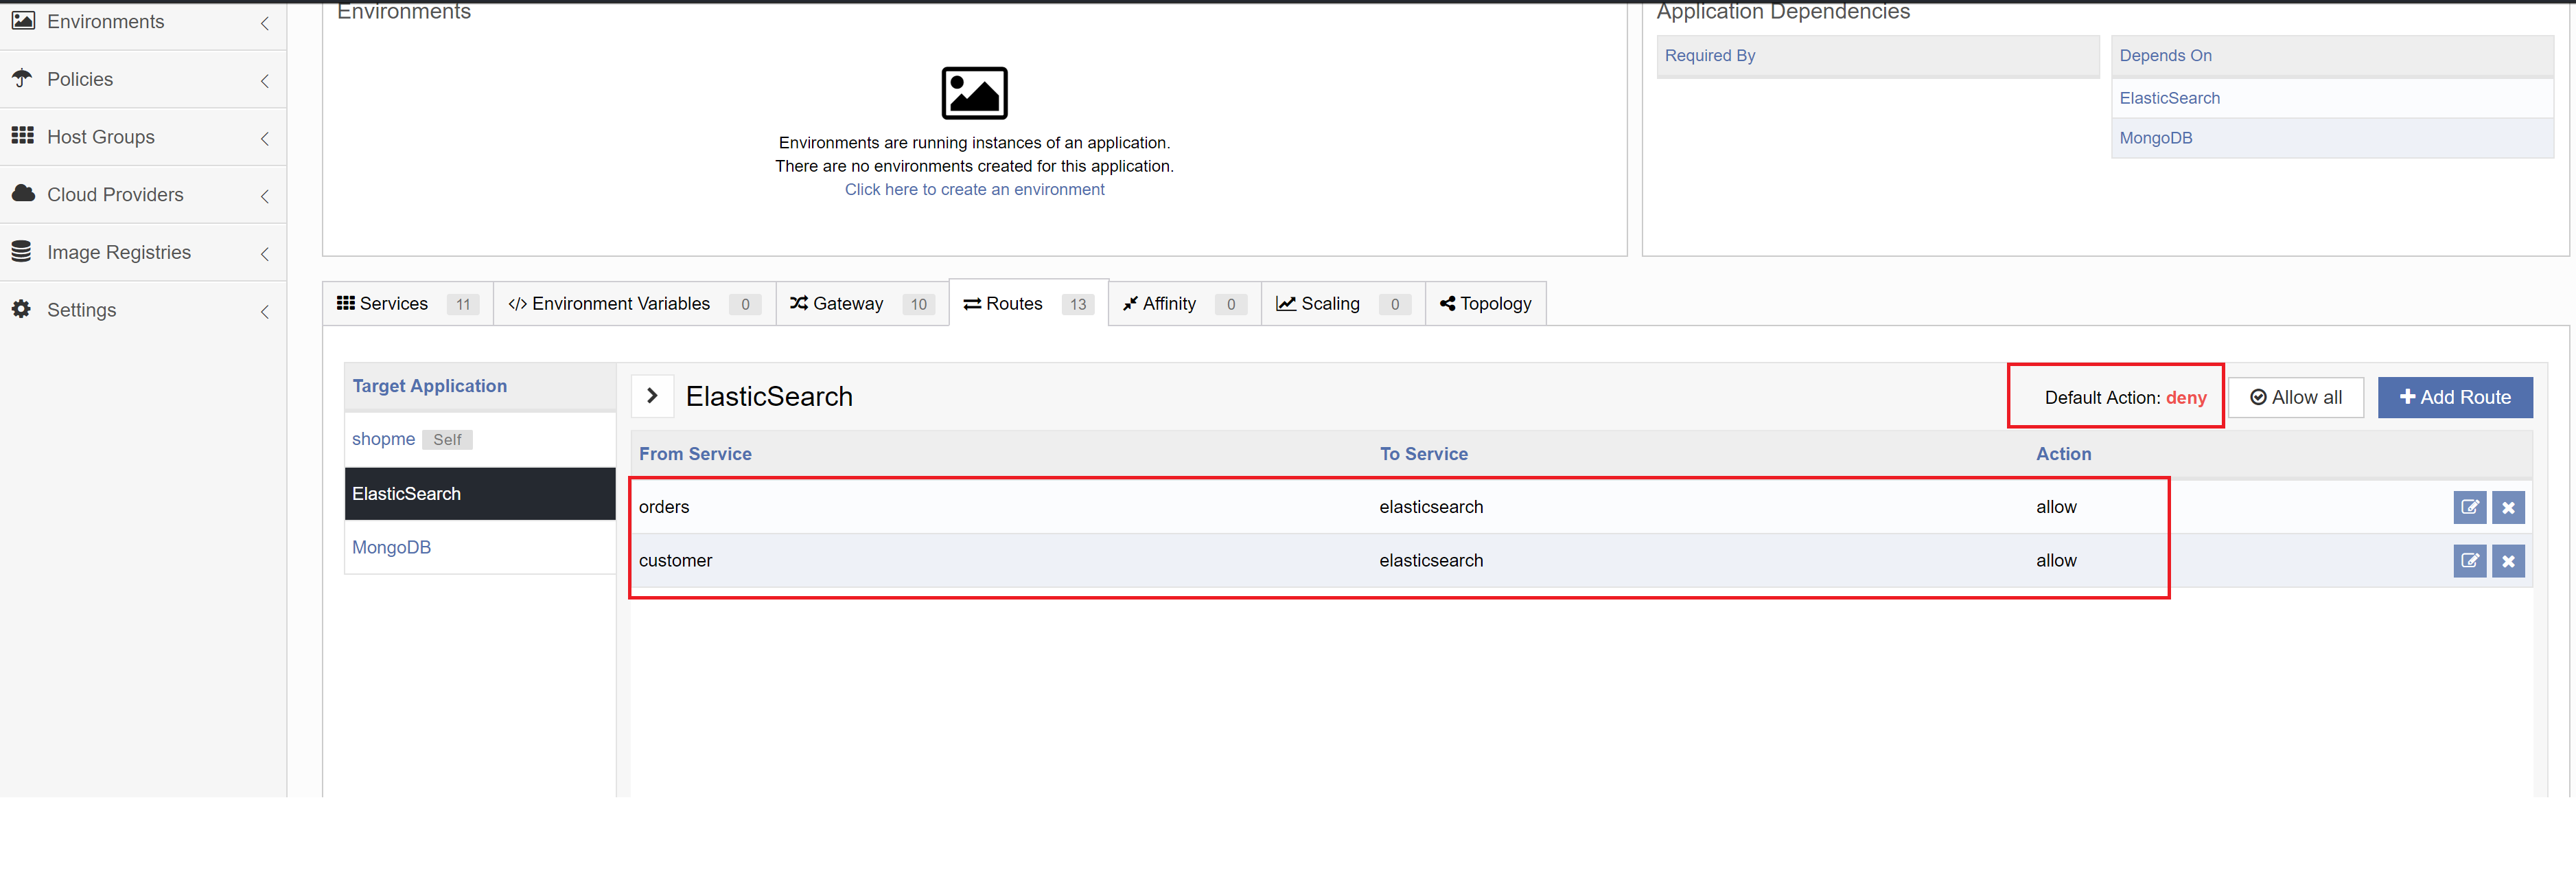 Environments
Policies
Host Groups
Cloud Providers
Image Registries
Settings
Environments
Environments are running instances of an application.
There are no environments created for this application.
Click here to create an environment
Application Dependencies
Required By
Depends On
ElasticSearch
MongoDB
Services 11
</> Environment Variables 0
Gateway 10
Routes 13
Affinity 0
Scaling 0
Topology
Target Application
shopme Self
ElasticSearch
MongoDB
ElasticSearch
Default Action: deny
Allow all
Add Route
From Service To Service Action
orders elasticsearch allow
customer elasticsearch allow